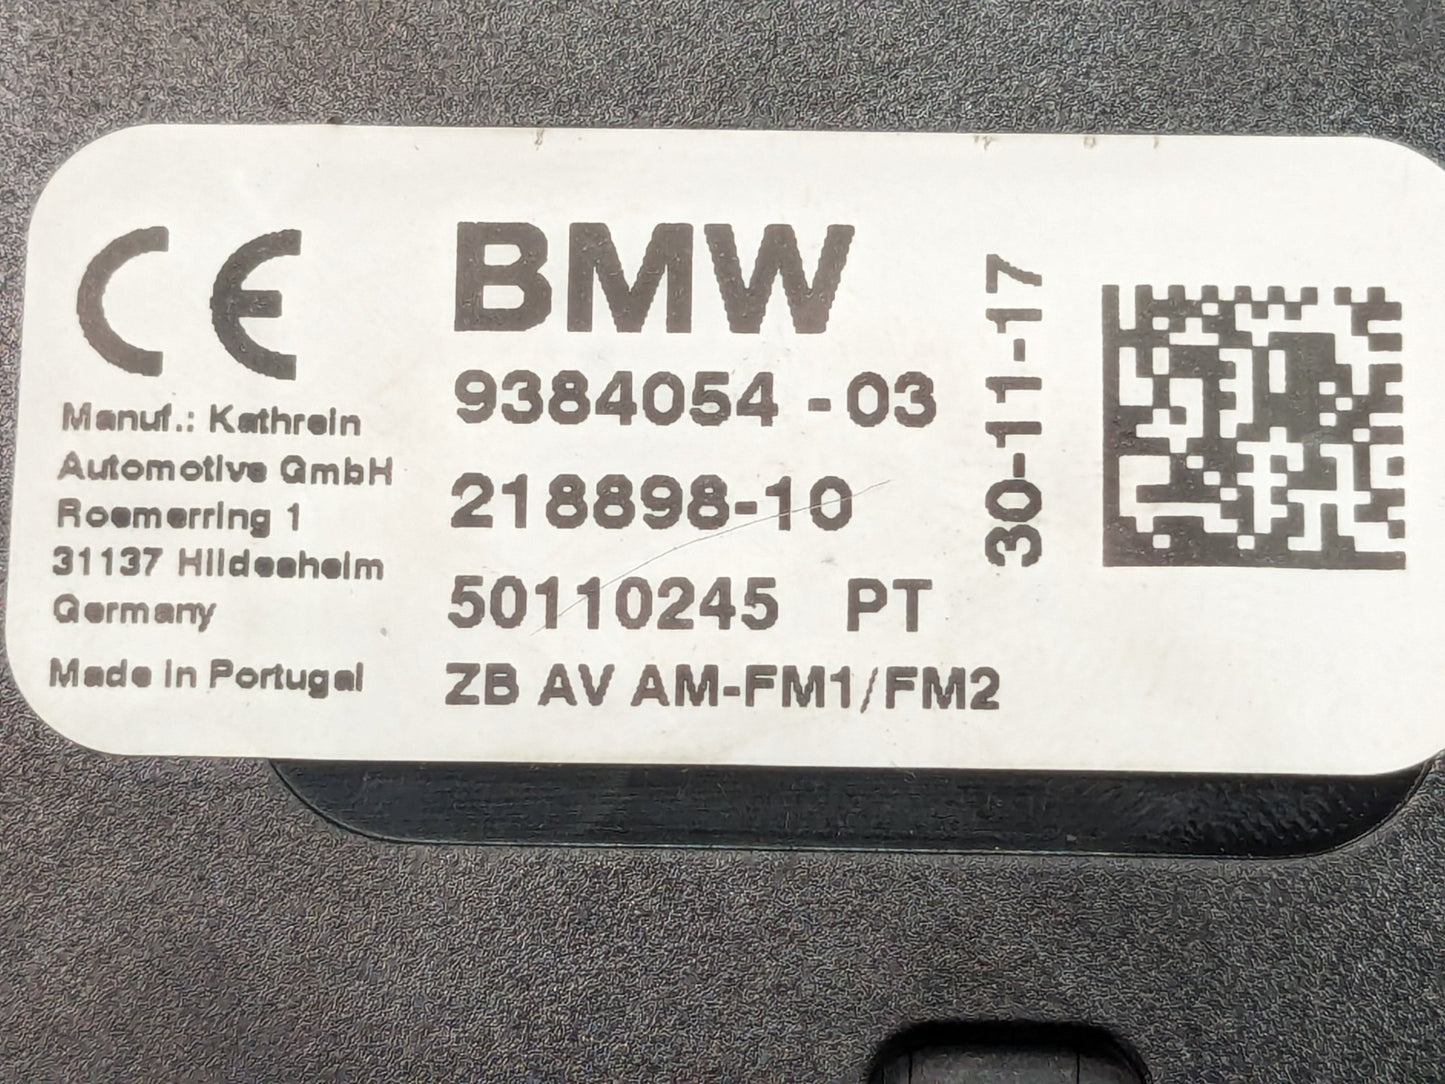 CE
Manuf.: Kathrein
Automotive GmbH
Roemerring 1
31137 Hildesheim
Germany
Made in Portugal
BMW
9384054 -03
218898-10
50110245 PT
ZB AV AM-FM1/FM2
30-11-17